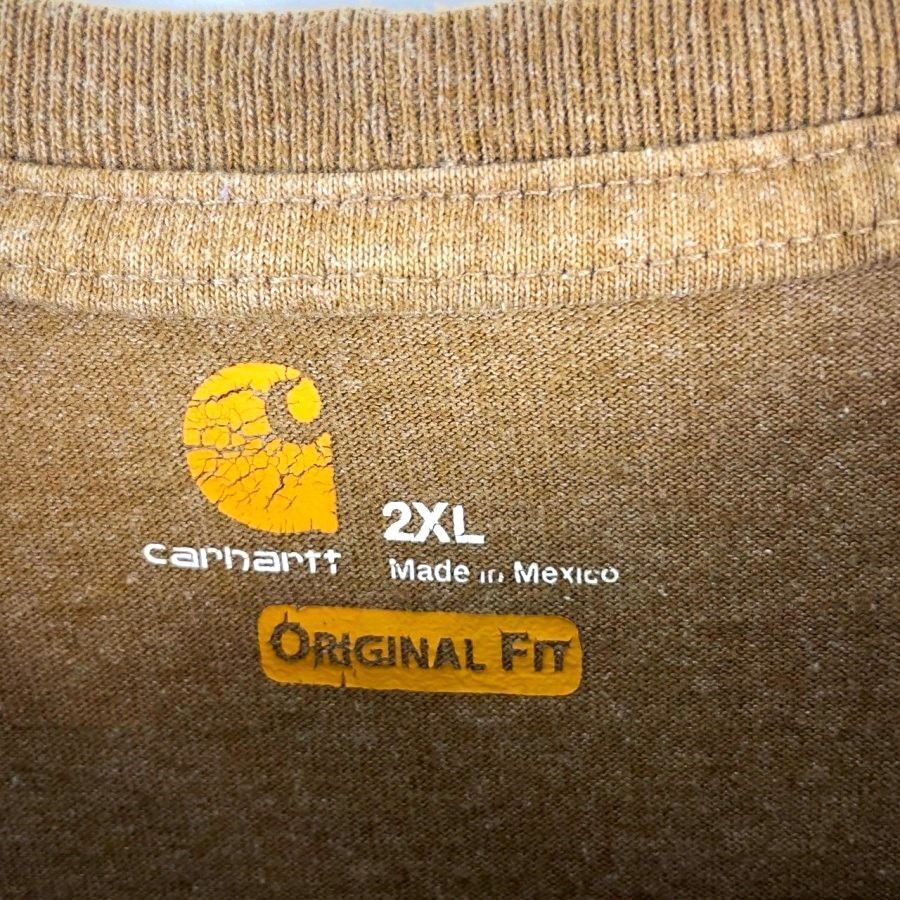 carhartt
2XL
Made in Mexico
ORIGINAL FIT